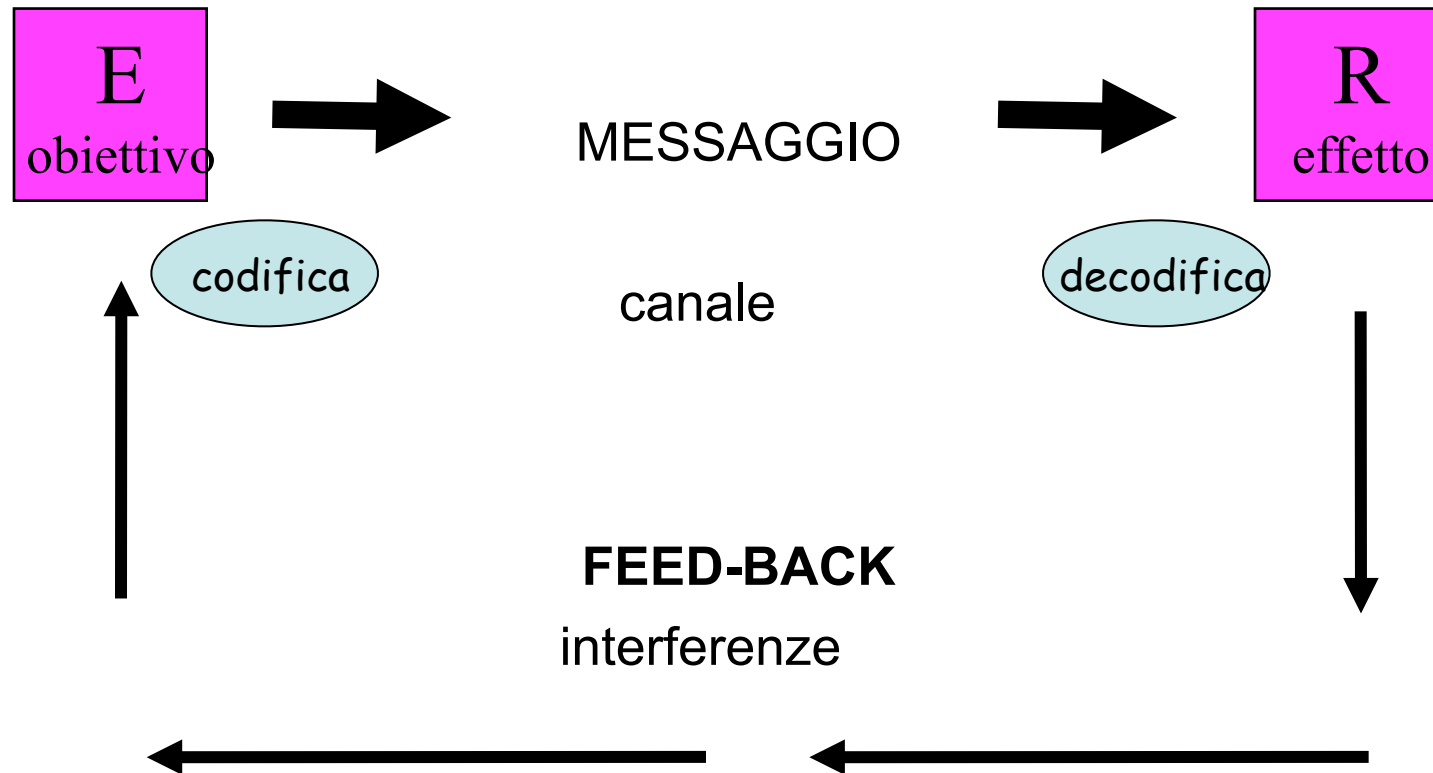 E
obiettivo
MESSAGGIO
R
effetto
codifica
canale
decodifica
FEED-BACK
interferenze